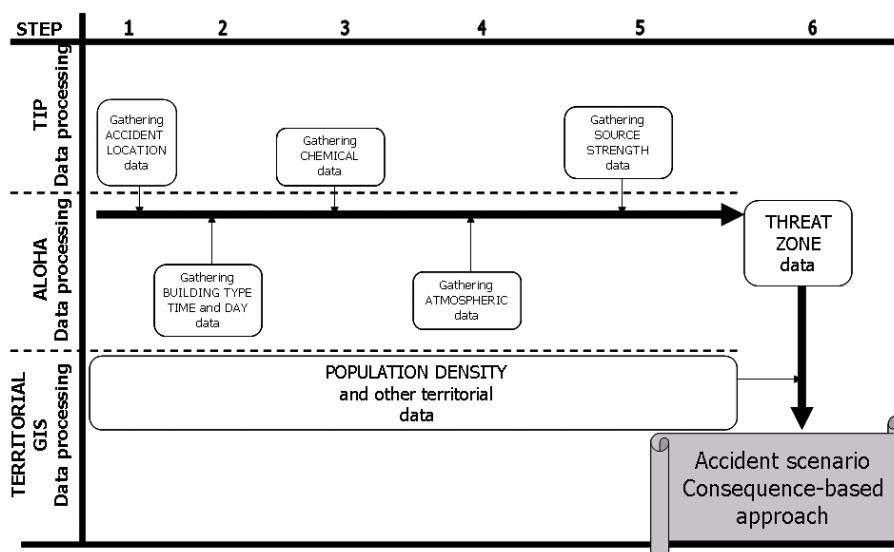 STEP 1 2 3 4 5 6
TIP
Data processing
Gathering
ACCIDENT
LOCATION
data
Gathering
CHEMICAL
data
Gathering
SOURCE
STRENGTH
data
ALOHA
Data processing
Gathering
BUILDING TYPE
TIME and DAY
data
Gathering
ATMOSPHERIC
data
THREAT
ZONE
data
TERRITORIAL
GIS
Data processing
POPULATION DENSITY
and other territorial
data
Accident scenario
Consequence-based
approach